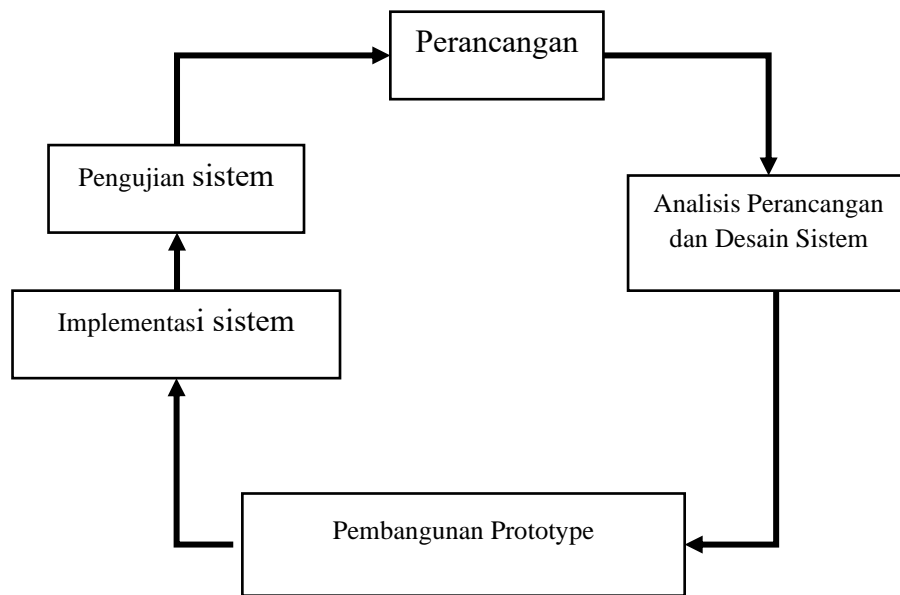 Perancangan
Pengujian sistem
Analisis Perancangan
dan Desain Sistem
Implementasi sistem
Pembangunan Prototype